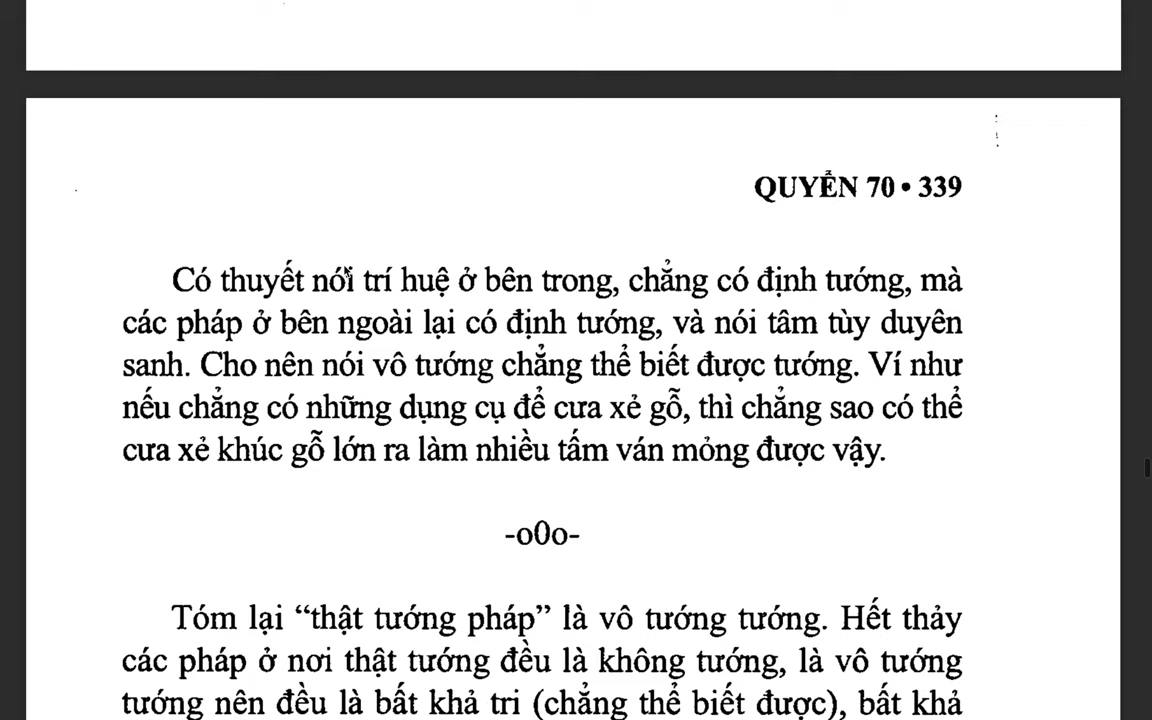 QUYỂN 70 • 339
Có thuyết nói trí huệ ở bên trong, chẳng có định tướng, mà
các pháp ở bên ngoài lại có định tướng, và nói tâm tùy duyên
sanh. Cho nên nói vô tướng chẳng thể biết được tướng. Ví như
nếu chẳng có những dụng cụ để cưa xẻ gỗ, thì chẳng sao có thể
cưa xẻ khúc gỗ lớn ra làm nhiều tấm ván mỏng được vậy.
-o0o-
Tóm lại “thật tướng pháp” là vô tướng tướng. Hết thảy
các pháp ở nơi thật tướng đều là không tướng, là vô tướng
tướng nên đều là bất khả tri (chẳng thể biết được), bất khả